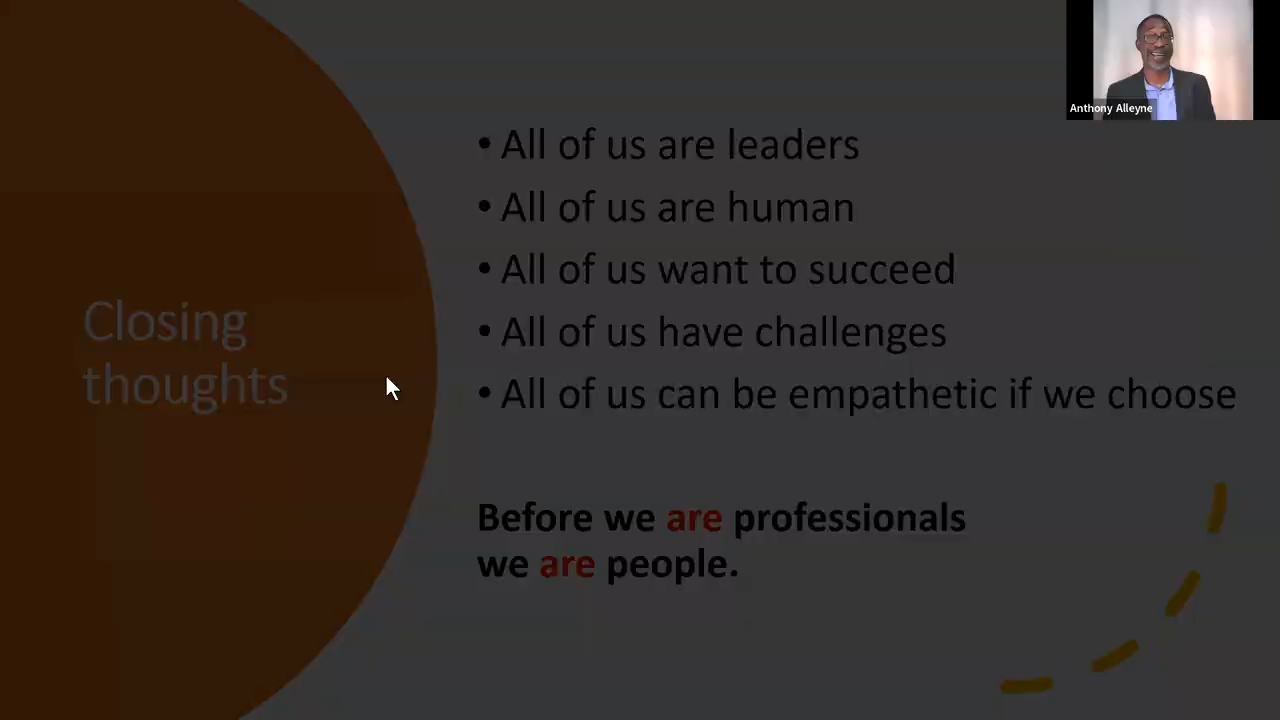 Anthony Alleyne
Closing
thoughts
• All of us are leaders
• All of us are human
• All of us want to succeed
• All of us have challenges
• All of us can be empathetic if we choose
Before we are professionals
we are people.